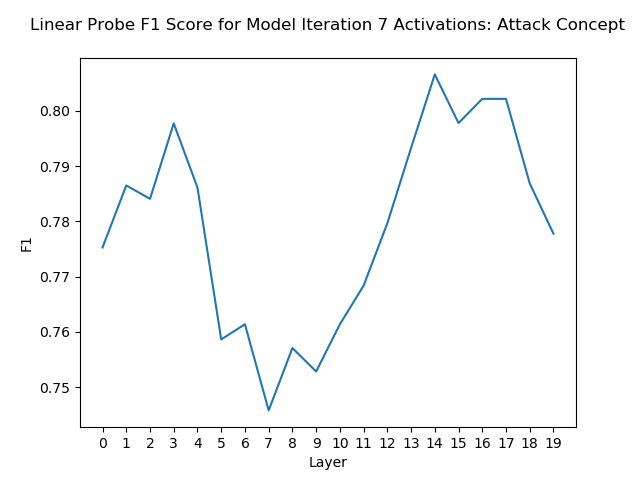 Linear Probe F1 Score for Model Iteration 7 Activations: Attack Concept
0.80
0.79
0.78
0.77
0.76
0.75
F1
0 1 2 3 4 5 6 7 8 9 10 11 12 13 14 15 16 17 18 19
Layer